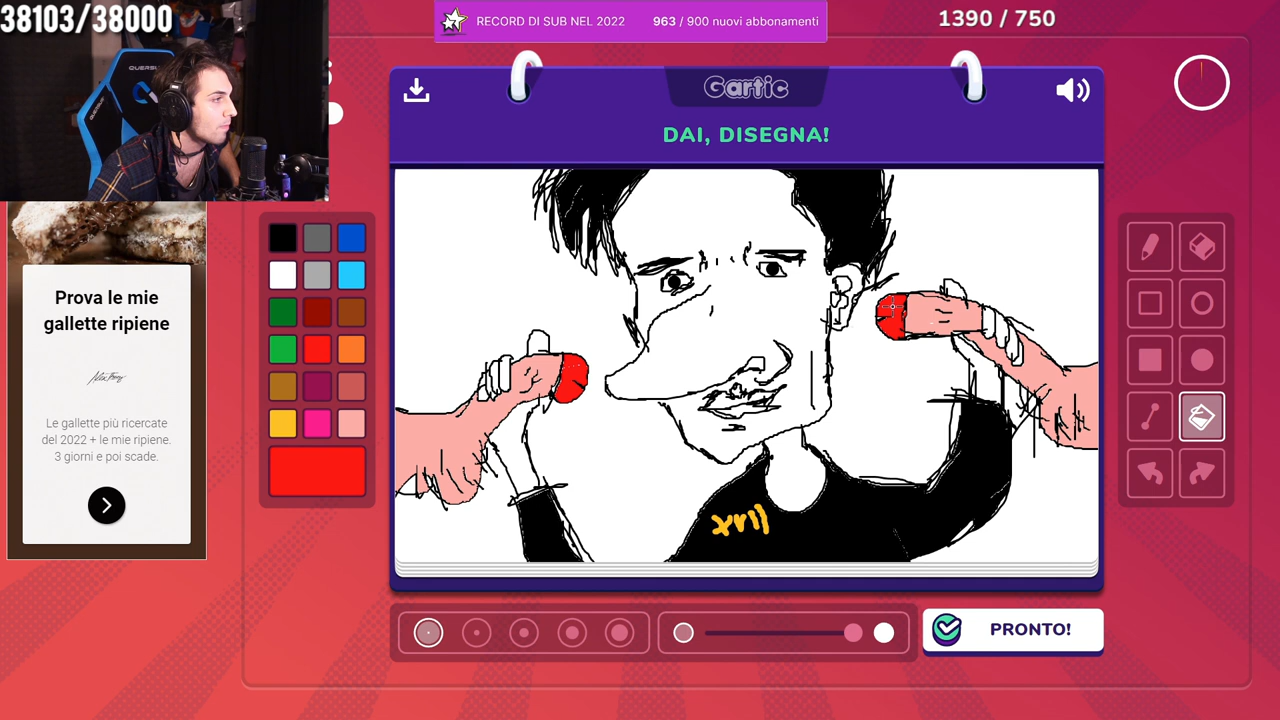 38103/38000
RECORD DI SUB NEL 2022 963 / 900 nuovi abbonamenti
1390 / 750
Gartic
DAI, DISEGNA!
Prova le mie
gallette ripiene
Le gallette più ricercate
del 2022 + le mie ripiene.
3 giorni e poi scade.
xril
PRONTO!